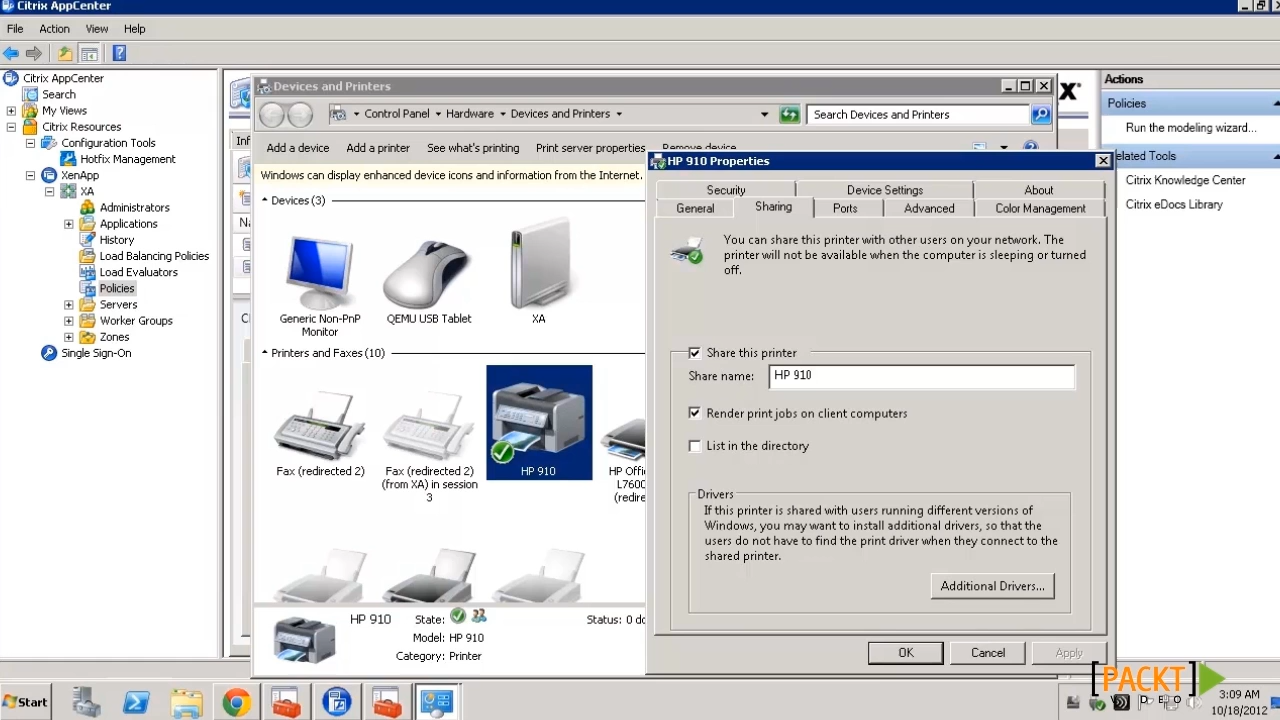 Citrix AppCenter
File Action View Help
Citrix AppCenter
Search
My Views
Citrix Resources
Configuration Tools
Hotfix Management
XenApp
XA
Administrators
Applications
History
Load Balancing Policies
Load Evaluators
Policies
Servers
Worker Groups
Zones
Single Sign-On
Devices and Printers
Control Panel Hardware Devices and Printers
Search Devices and Printers
Add a device Add a printer See what's printing Print server properties Remove device
Windows can display enhanced device icons and information from the Internet.
Devices (3)
Generic Non-PnP
Monitor
QEMU USB Tablet
XA
Printers and Faxes (10)
Fax (redirected 2)
Fax (redirected 2)
(from XA) in session
3
HP 910
HP Offic
L7600
(redire
HP 910
State:
Status: 0 do
Model: HP 910
Category: Printer
HP 910 Properties
Security Device Settings About
General Sharing Ports Advanced Color Management
You can share this printer with other users on your network. The
printer will not be available when the computer is sleeping or turned
off.
Share this printer
Share name: HP 910
Render print jobs on client computers
List in the directory
Drivers
If this printer is shared with users running different versions of
Windows, you may want to install additional drivers, so that the
users do not have to find the print driver when they connect to the
shared printer.
Additional Drivers...
OK Cancel Apply
X
Actions
Policies
Run the modeling wizard...
elated Tools
Citrix Knowledge Center
Citrix eDocs Library
Start
[PACKT]
3:09 AM
10/18/2012